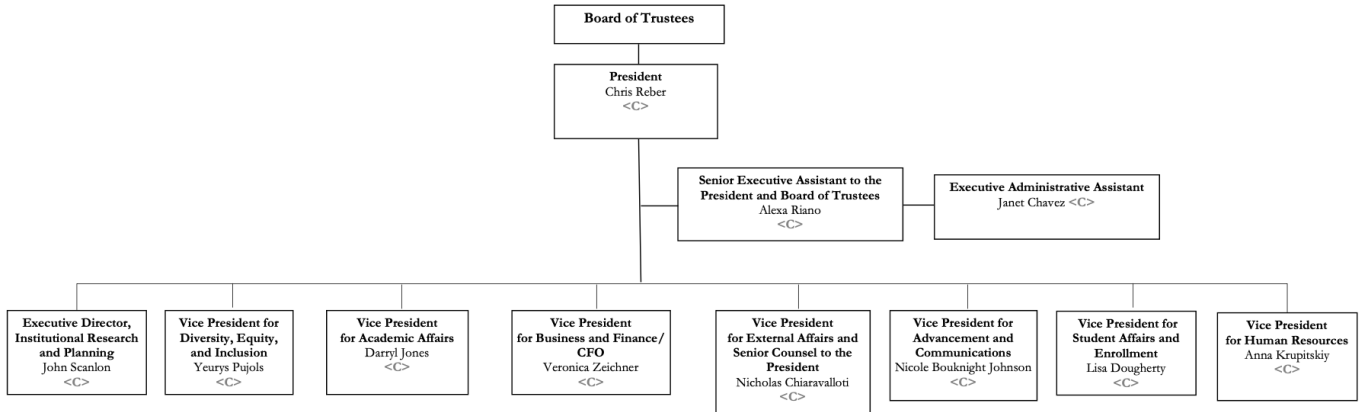 Board of Trustees
President
Chris Reber
<C>
Senior Executive Assistant to the
President and Board of Trustees
Alexa Riano
<C>
Executive Administrative Assistant
Janet Chavez <C>
Executive Director,
Institutional Research
and Planning
John Scanlon
<C>
Vice President for
Diversity, Equity,
and Inclusion
Yeurys Pujols
<C>
Vice President
for Academic Affairs
Darryl Jones
<C>
Vice President
for Business and Finance/
CFO
Veronica Zeichner
<C>
Vice President
for External Affairs and
Senior Counsel to the
President
Nicholas Chiaravalloti
<C>
Vice President for
Advancement and
Communications
Nicole Bouknight Johnson
<C>
Vice President for
Student Affairs and
Enrollment
Lisa Dougherty
<C>
Vice President
for Human Resources
Anna Krupitskiy
<C>